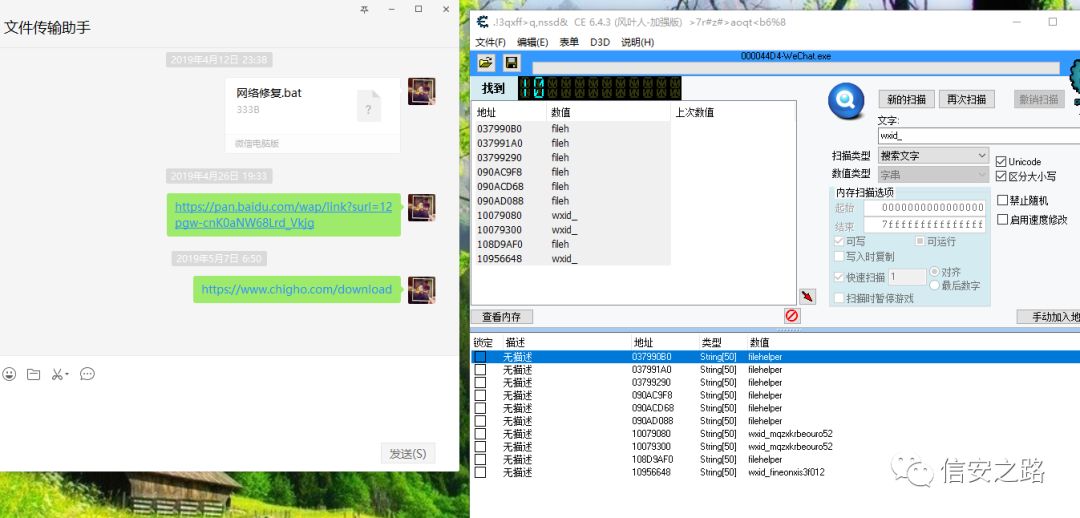 文件传输助手
2019年4月12日 23:38
网络修复.bat
333B
?
微信电脑版
2019年4月26日 19:33
https://pan.baidu.com/wap/link?surl=12
pgw-cnK0aNW68Lrd_Vkjg
2019年5月7日 6:50
https://www.chigho.com/download
发送(S)
.!3qxff>q,nssd& CE 6.4.3 (风叶人-加强版) >7r#z#>aoqt<b6%8
文件(F) 编辑(E) 表单 D3D 说明(H)
000044D4-WeChat.exe
找到 10
地址 数值 上次数值
037990B0 fileh
037991A0 fileh
03799290 fileh
090AC9F8 fileh
090ACD68 fileh
090AD088 fileh
10079080 wxid_
10079300 wxid_
108D9AF0 fileh
10956648 wxid_
新的扫描 再次扫描 撤销扫描
文字:
wxid_
扫描类型 搜索文字
数值类型 字串
Unicode
区分大小写
内存扫描选项
起始 0000000000000000
结束 7fffffffffffffff
可写 可运行
写入时复制
快速扫描 1 对齐
最后数字
扫描时暂停游戏
禁止随机
启用速度修改
查看内存 手动加入地
锁定 描述 地址 类型 数值
无描述 037990B0 String[50] filehelper
无描述 037991A0 String[50] filehelper
无描述 03799290 String[50] filehelper
无描述 090AC9F8 String[50] filehelper
无描述 090ACD68 String[50] filehelper
无描述 090AD088 String[50] filehelper
无描述 10079080 String[50] wxid_mqzxkrbeouro52
无描述 10079300 String[50] wxid_mqzxkrbeouro52
无描述 108D9AF0 String[50] filehelper
无描述 10956648 String[50] wxid_fineonxis3f012
信安之路